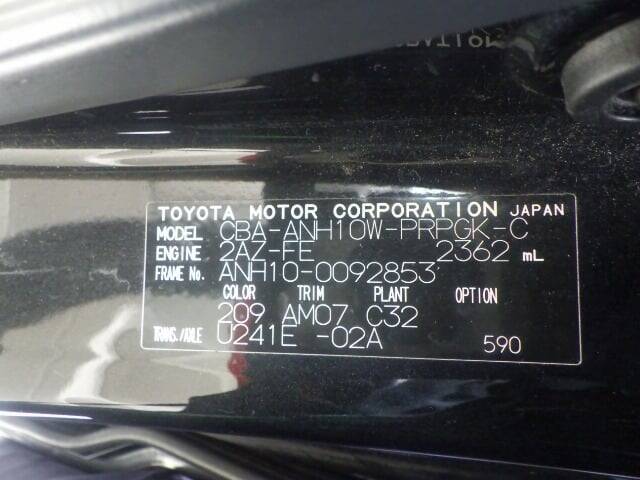 TOYOTA MOTOR CORPORATION JAPAN
MODEL CBA-ANH10W-PRPGK-C
ENGINE 2AZ-FE 2362 mL
FRAME No. ANH10-0092853
COLOR TRIM PLANT OPTION
209 AM07 C32
TRANS./AXLE U241E -02A 590